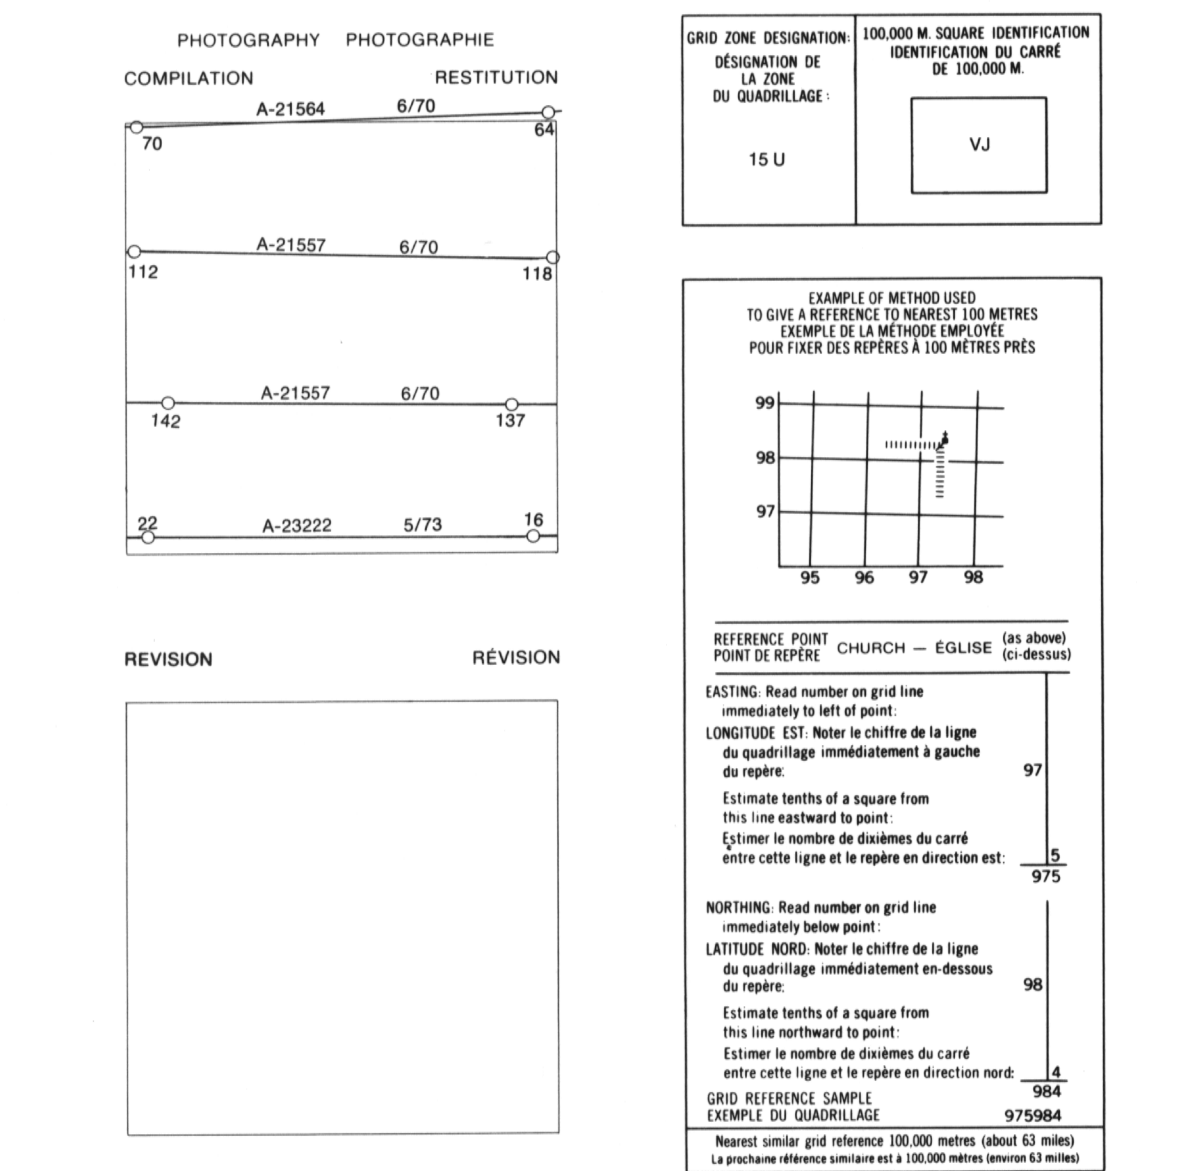 PHOTOGRAPHY PHOTOGRAPHIE
COMPILATION RESTITUTION
A-21564 6/70
70 64
A-21557 6/70
112 118
A-21557 6/70
142 137
22 A-23222 5/73 16
REVISION RÉVISION
GRID ZONE DESIGNATION:
DÉSIGNATION DE
LA ZONE
DU QUADRILLAGE:
15 U
100,000 M. SQUARE IDENTIFICATION
IDENTIFICATION DU CARRÉ
DE 100,000 M.
VJ
EXAMPLE OF METHOD USED
TO GIVE A REFERENCE TO NEAREST 100 METRES
EXEMPLE DE LA MÉTHODE EMPLOYÉE
POUR FIXER DES REPÈRES À 100 MÈTRES PRÈS
99
98
97
95 96 97 98
REFERENCE POINT
POINT DE REPÈRE
CHURCH — ÉGLISE
(as above)
(ci-dessus)
EASTING: Read number on grid line
immediately to left of point:
LONGITUDE EST: Noter le chiffre de la ligne
du quadrillage immédiatement à gauche
du repère: 97
Estimate tenths of a square from
this line eastward to point:
Estimer le nombre de dixièmes du carré
entre cette ligne et le repère en direction est: 5
975
NORTHING: Read number on grid line
immediately below point:
LATITUDE NORD: Noter le chiffre de la ligne
du quadrillage immédiatement en-dessous
du repère: 98
Estimate tenths of a square from
this line northward to point:
Estimer le nombre de dixièmes du carré
entre cette ligne et le repère en direction nord: 4
984
GRID REFERENCE SAMPLE
EXEMPLE DU QUADRILLAGE 975984
Nearest similar grid reference 100,000 metres (about 63 miles)
La prochaine référence similaire est à 100,000 mètres (environ 63 milles)